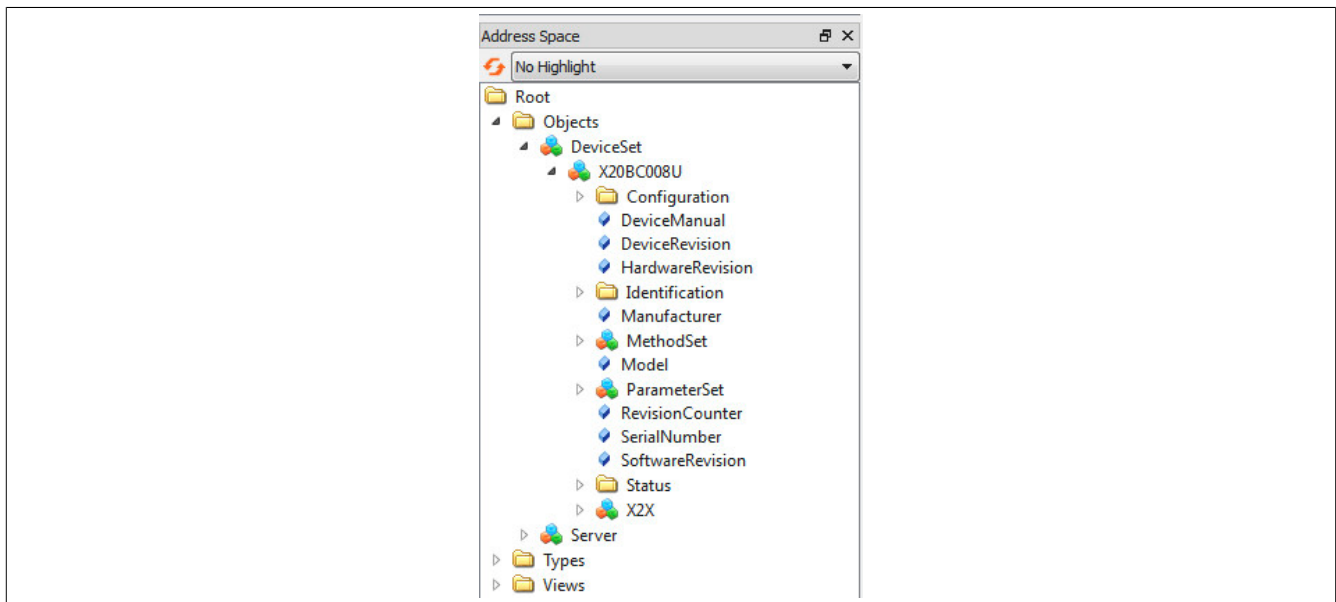 Address Space
No Highlight
Root
Objects
DeviceSet
X20BC008U
Configuration
DeviceManual
DeviceRevision
HardwareRevision
Identification
Manufacturer
MethodSet
Model
ParameterSet
RevisionCounter
SerialNumber
SoftwareRevision
Status
X2X
Server
Types
Views